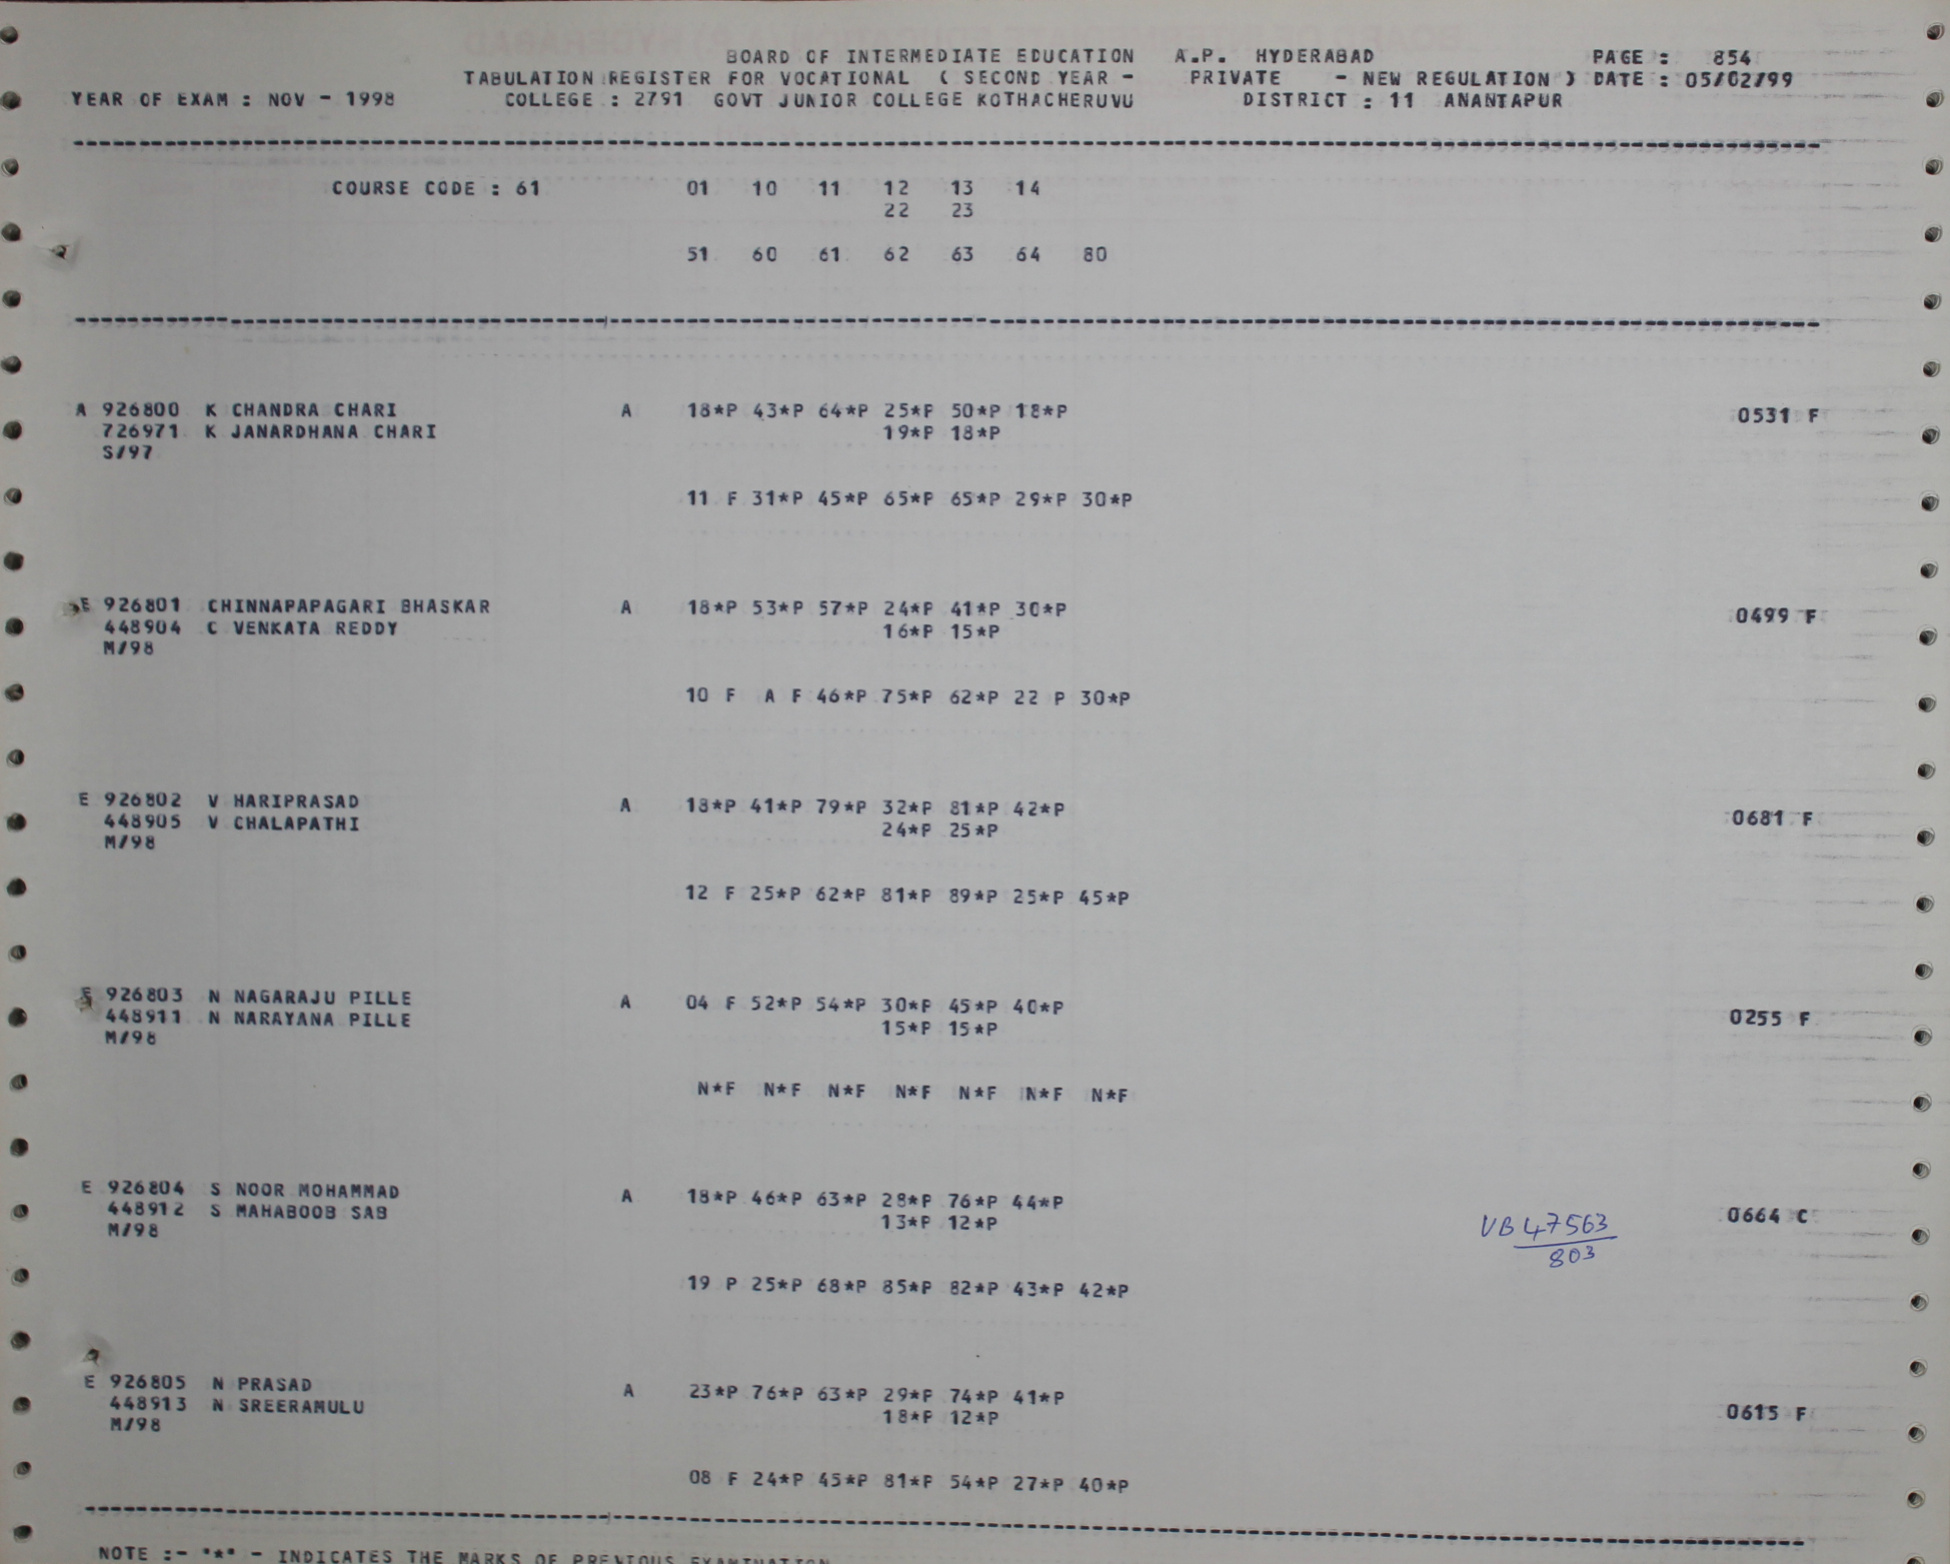 BOARD OF INTERMEDIATE EDUCATION A.P. HYDERABAD PAGE : 854
TABULATION REGISTER FOR VOCATIONAL ( SECOND YEAR - PRIVATE - NEW REGULATION ) DATE : 05/02/99
YEAR OF EXAM : NOV - 1998 COLLEGE : 2791 GOVT JUNIOR COLLEGE KOTHACHERUVU DISTRICT : 11 ANANTAPUR
COURSE CODE : 61 01 10 11 12 13 14
22 23
51 60 61 62 63 64 80
A 926800 K CHANDRA CHARI A 18*P 43*P 64*P 25*P 50*P 18*P 0531 F
726971 K JANARDHANA CHARI 19*P 18*P
S/97
11 F 31*P 45*P 65*P 65*P 29*P 30*P
E 926801 CHINNAPAPAGARI BHASKAR A 18*P 53*P 57*P 24*P 41*P 30*P 0499 F
448904 C VENKATA REDDY 16*P 15*P
M/98
10 F A F 46*P 75*P 62*P 22 P 30*P
E 926802 V HARIPRASAD A 18*P 41*P 79*P 32*P 81*P 42*P 0681 F
448905 V CHALAPATHI 24*P 25*P
M/98
12 F 25*P 62*P 81*P 89*P 25*P 45*P
E 926803 N NAGARAJU PILLE A 04 F 52*P 54*P 30*P 45*P 40*P 0255 F
448911 N NARAYANA PILLE 15*P 15*P
M/98
N*F N*F N*F N*F N*F N*F N*F
E 926804 S NOOR MOHAMMAD A 18*P 46*P 63*P 28*P 76*P 44*P 0664 C
448912 S MAHABOOB SAB 13*P 12*P VB 47563
M/98 803
19 P 25*P 68*P 85*P 82*P 43*P 42*P
E 926805 N PRASAD A 23*P 76*P 63*P 29*P 74*P 41*P 0615 F
448913 N SREERAMULU 18*P 12*P
M/98
08 F 24*P 45*P 81*P 54*P 27*P 40*P
NOTE :- "*" - INDICATES THE MARKS OF PREVIOUS EXAMINATION